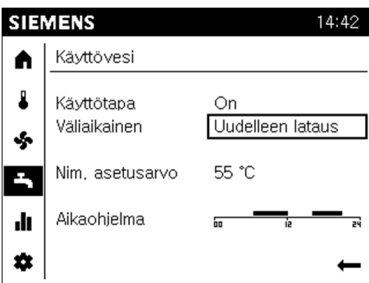 SIEMENS 14:42
Käyttövesi
Käyttötapa On
Väliaikainen Uudelleen lataus
Nim. asetusarvo 55 °C
Aikaohjelma
00 12 24